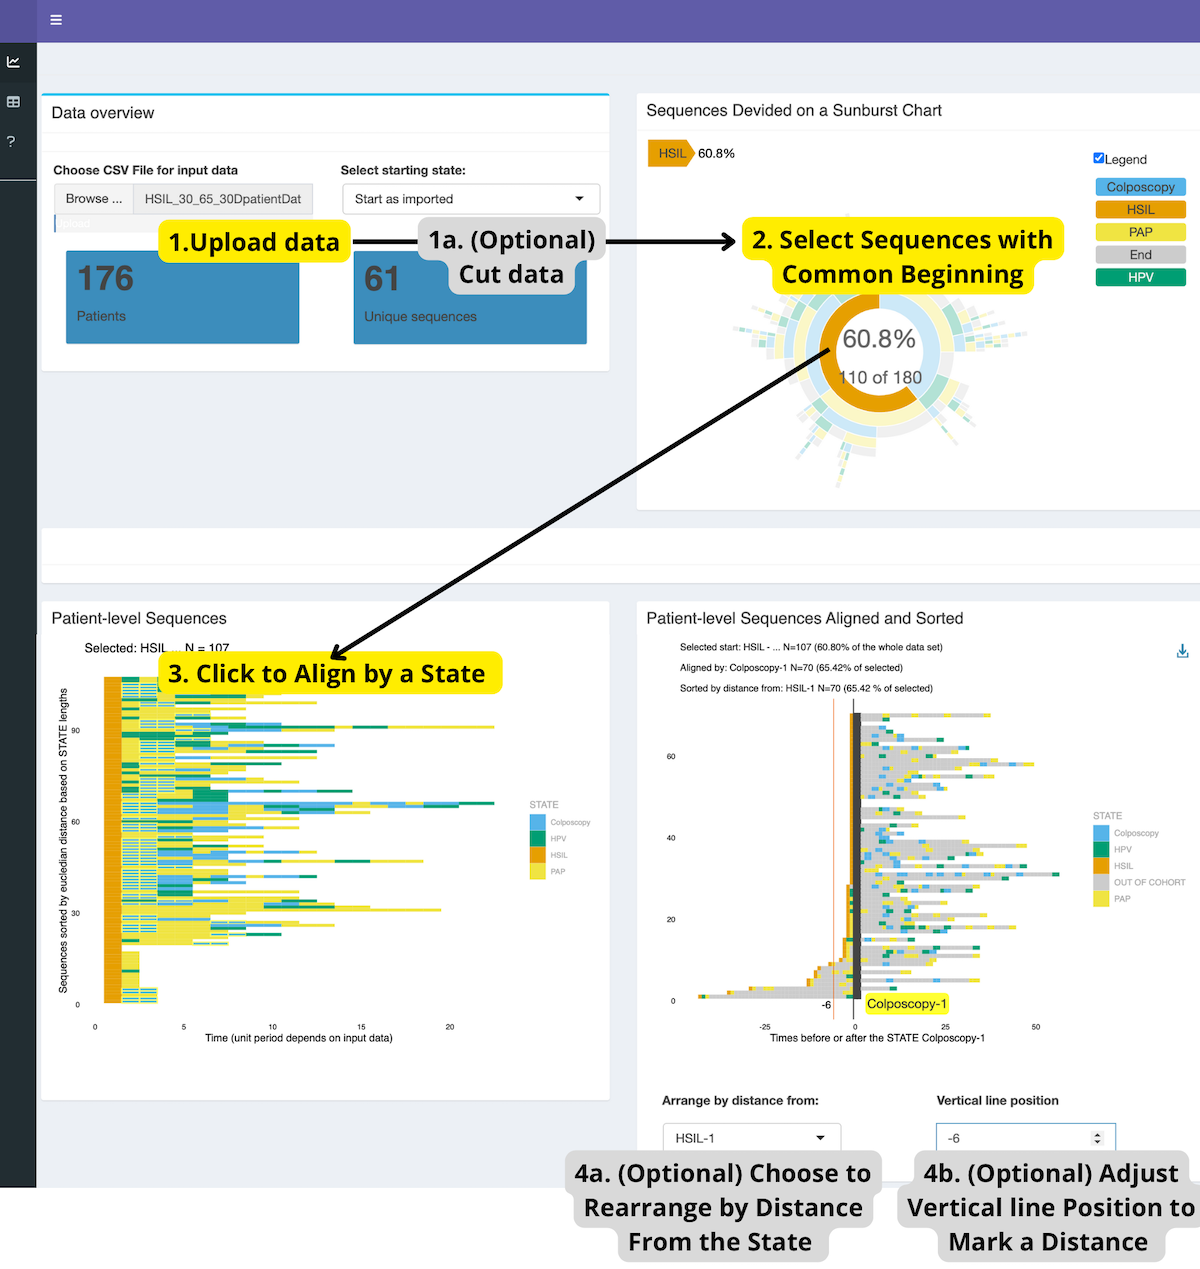 Data overview
Choose CSV File for input data
Select starting state:
Browse ...
HSIL_30_65_30DpatientDat
Start as imported
1.Upload data
1a. (Optional)
Cut data
176
Patients
61
Unique sequences
Sequences Devided on a Sunburst Chart
HSIL
60.8%
Legend
Colposcopy
HSIL
PAP
End
HPV
2. Select Sequences with
Common Beginning
60.8%
110 of 180
?
Patient-level Sequences
Selected: HSIL ... N = 107
3. Click to Align by a State
Sequences sorted by eucledian distance based on STATE lengths
90
60
30
0
0 5 10 15 20
Time (unit period depends on input data)
STATE
Colposcopy
HPV
HSIL
PAP
Patient-level Sequences Aligned and Sorted
Selected start: HSIL - ... N=107 (60.80% of the whole data set)
Aligned by: Colposcopy-1 N=70 (65.42% of selected)
Sorted by distance from: HSIL-1 N=70 (65.42 % of selected)
60
40
20
0
-6
Colposcopy-1
-25 0 25 50
Times before or after the STATE Colposcopy-1
STATE
Colposcopy
HPV
HSIL
OUT OF COHORT
PAP
Arrange by distance from:
HSIL-1
Vertical line position
-6
4a. (Optional) Choose to
Rearrange by Distance
From the State
4b. (Optional) Adjust
Vertical line Position to
Mark a Distance